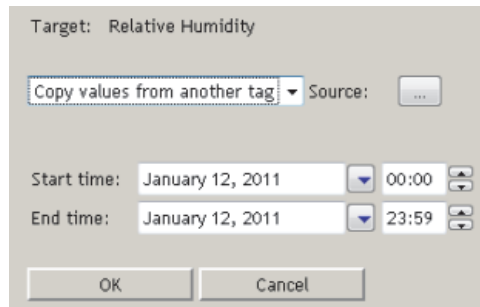 Target: Relative Humidity
Copy values from another tag Source: ...
Start time: January 12, 2011 00:00
End time: January 12, 2011 23:59
OK Cancel